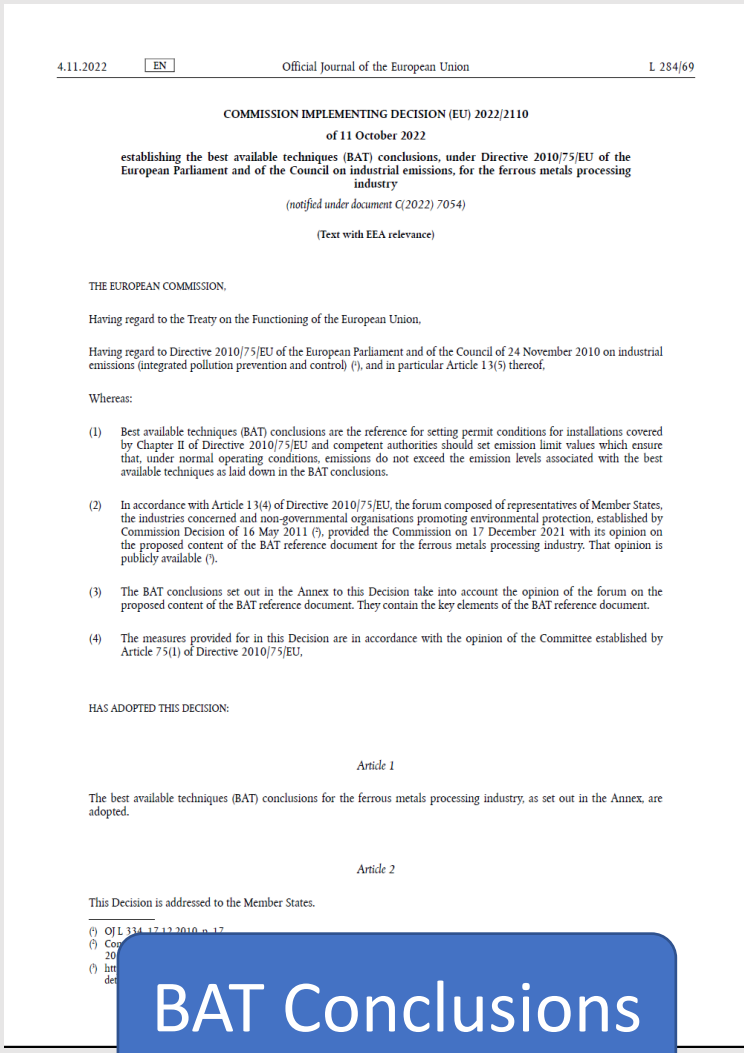 4.11.2022 EN Official Journal of the European Union L 284/69
COMMISSION IMPLEMENTING DECISION (EU) 2022/2110
of 11 October 2022
establishing the best available techniques (BAT) conclusions, under Directive 2010/75/EU of the
European Parliament and of the Council on industrial emissions, for the ferrous metals processing
industry
(notified under document C(2022) 7054)
(Text with EEA relevance)
THE EUROPEAN COMMISSION,
Having regard to the Treaty on the Functioning of the European Union,
Having regard to Directive 2010/75/EU of the European Parliament and of the Council of 24 November 2010 on industrial
emissions (integrated pollution prevention and control) (¹), and in particular Article 13(5) thereof,
Whereas:
(1) Best available techniques (BAT) conclusions are the reference for setting permit conditions for installations covered
by Chapter II of Directive 2010/75/EU and competent authorities should set emission limit values which ensure
that, under normal operating conditions, emissions do not exceed the emission levels associated with the best
available techniques as laid down in the BAT conclusions.
(2) In accordance with Article 13(4) of Directive 2010/75/EU, the forum composed of representatives of Member States,
the industries concerned and non-governmental organisations promoting environmental protection, established by
Commission Decision of 16 May 2011 (²), provided the Commission on 17 December 2021 with its opinion on
the proposed content of the BAT reference document for the ferrous metals processing industry. That opinion is
publicly available (³).
(3) The BAT conclusions set out in the Annex to this Decision take into account the opinion of the forum on the
proposed content of the BAT reference document. They contain the key elements of the BAT reference document.
(4) The measures provided for in this Decision are in accordance with the opinion of the Committee established by
Article 75(1) of Directive 2010/75/EU,
HAS ADOPTED THIS DECISION:
Article 1
The best available techniques (BAT) conclusions for the ferrous metals processing industry, as set out in the Annex, are
adopted.
Article 2
This Decision is addressed to the Member States.
(¹) OJ L 334, 17.12.2010, p. 17
(²)
(³)
BAT Conclusions